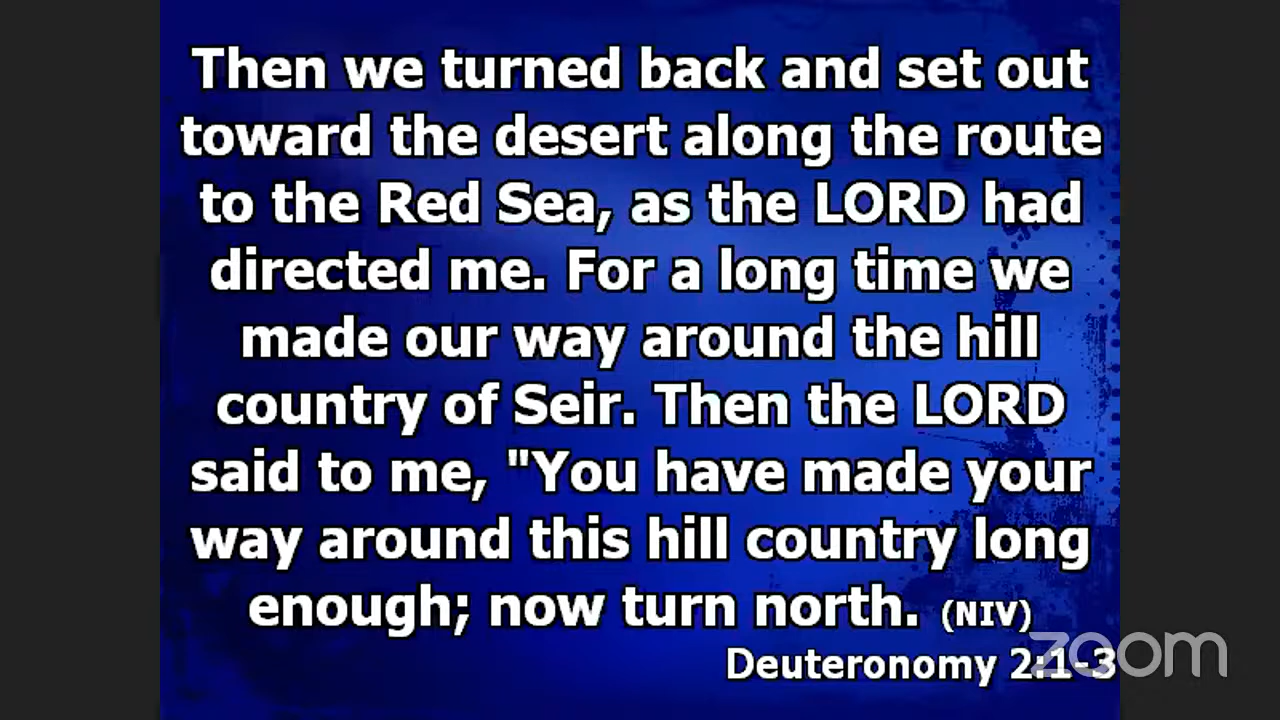 Then we turned back and set out
toward the desert along the route
to the Red Sea, as the LORD had
directed me. For a long time we
made our way around the hill
country of Seir. Then the LORD
said to me, "You have made your
way around this hill country long
enough; now turn north. (NIV)
Deuteronomy 2:1-3
zoom